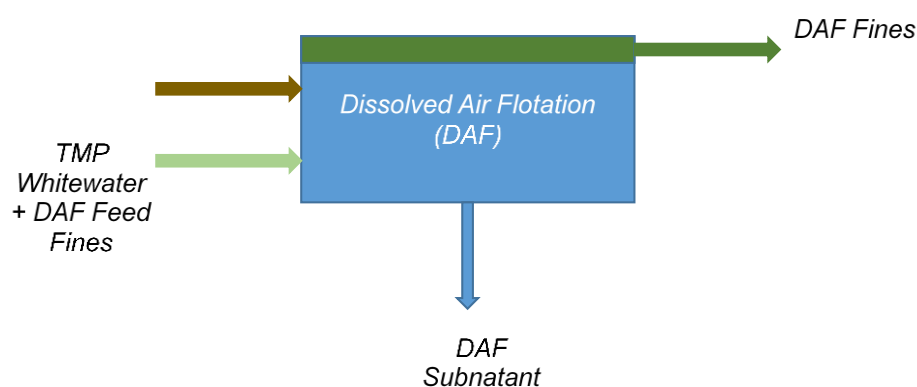 DAF Fines
Dissolved Air Flotation
(DAF)
TMP
Whitewater
+ DAF Feed
Fines
DAF
Subnatant